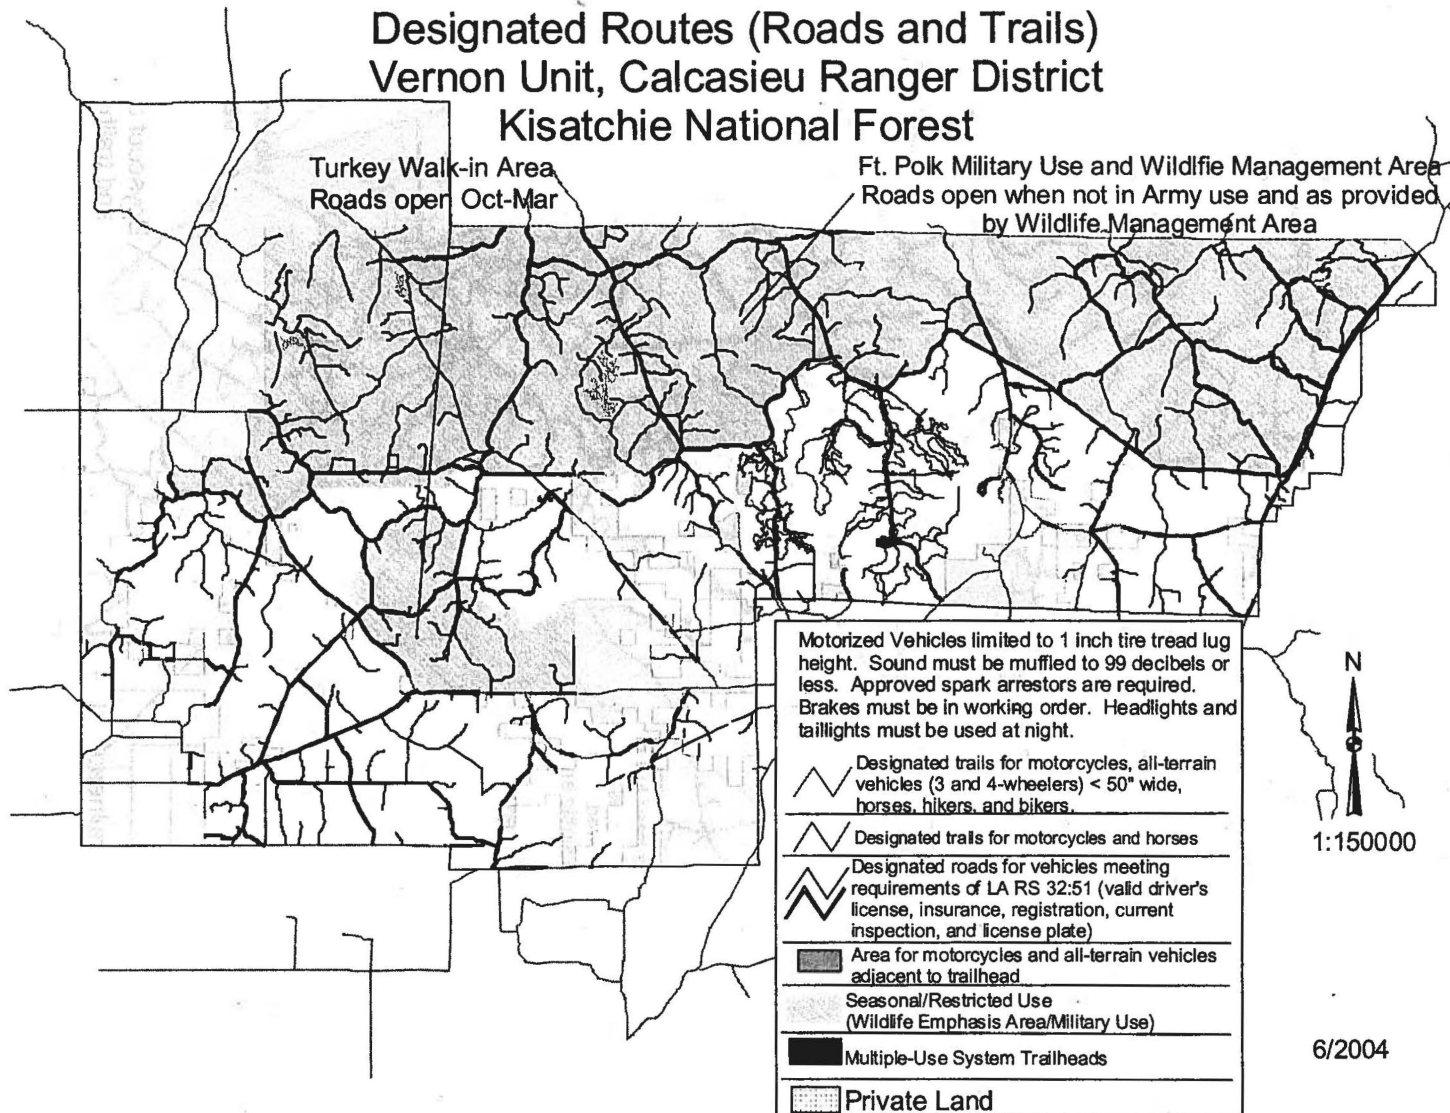 Designated Routes (Roads and Trails)
Vernon Unit, Calcasieu Ranger District
Kisatchie National Forest
Turkey Walk-in Area
Roads open Oct-Mar
Ft. Polk Military Use and Wildlfie Management Area
Roads open when not in Army use and as provided
by Wildlife Management Area
Motorized Vehicles limited to 1 inch tire tread lug
height. Sound must be muffled to 99 decibels or
less. Approved spark arrestors are required.
Brakes must be in working order. Headlights and
taillights must be used at night.
Designated trails for motorcycles, all-terrain
vehicles (3 and 4-wheelers) < 50" wide,
horses, hikers, and bikers.
Designated trails for motorcycles and horses
Designated roads for vehicles meeting
requirements of LA RS 32:51 (valid driver's
license, insurance, registration, current
inspection, and license plate)
Area for motorcycles and all-terrain vehicles
adjacent to trailhead
Seasonal/Restricted Use
(Wildlife Emphasis Area/Military Use)
Multiple-Use System Trailheads
Private Land
N
1:150000
6/2004